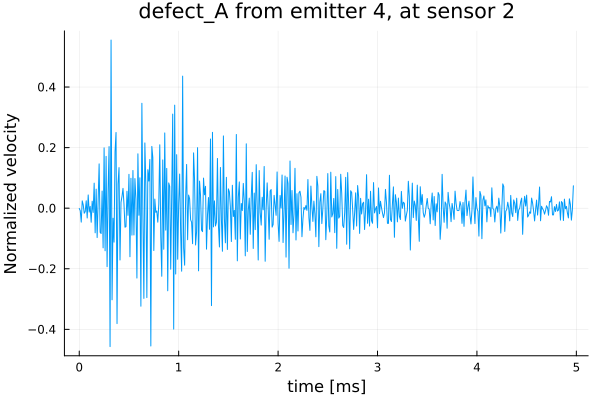 defect_A from emitter 4, at sensor 2
Normalized velocity
0.4
0.2
0.0
−0.2
−0.4
0 1 2 3 4 5
time [ms]